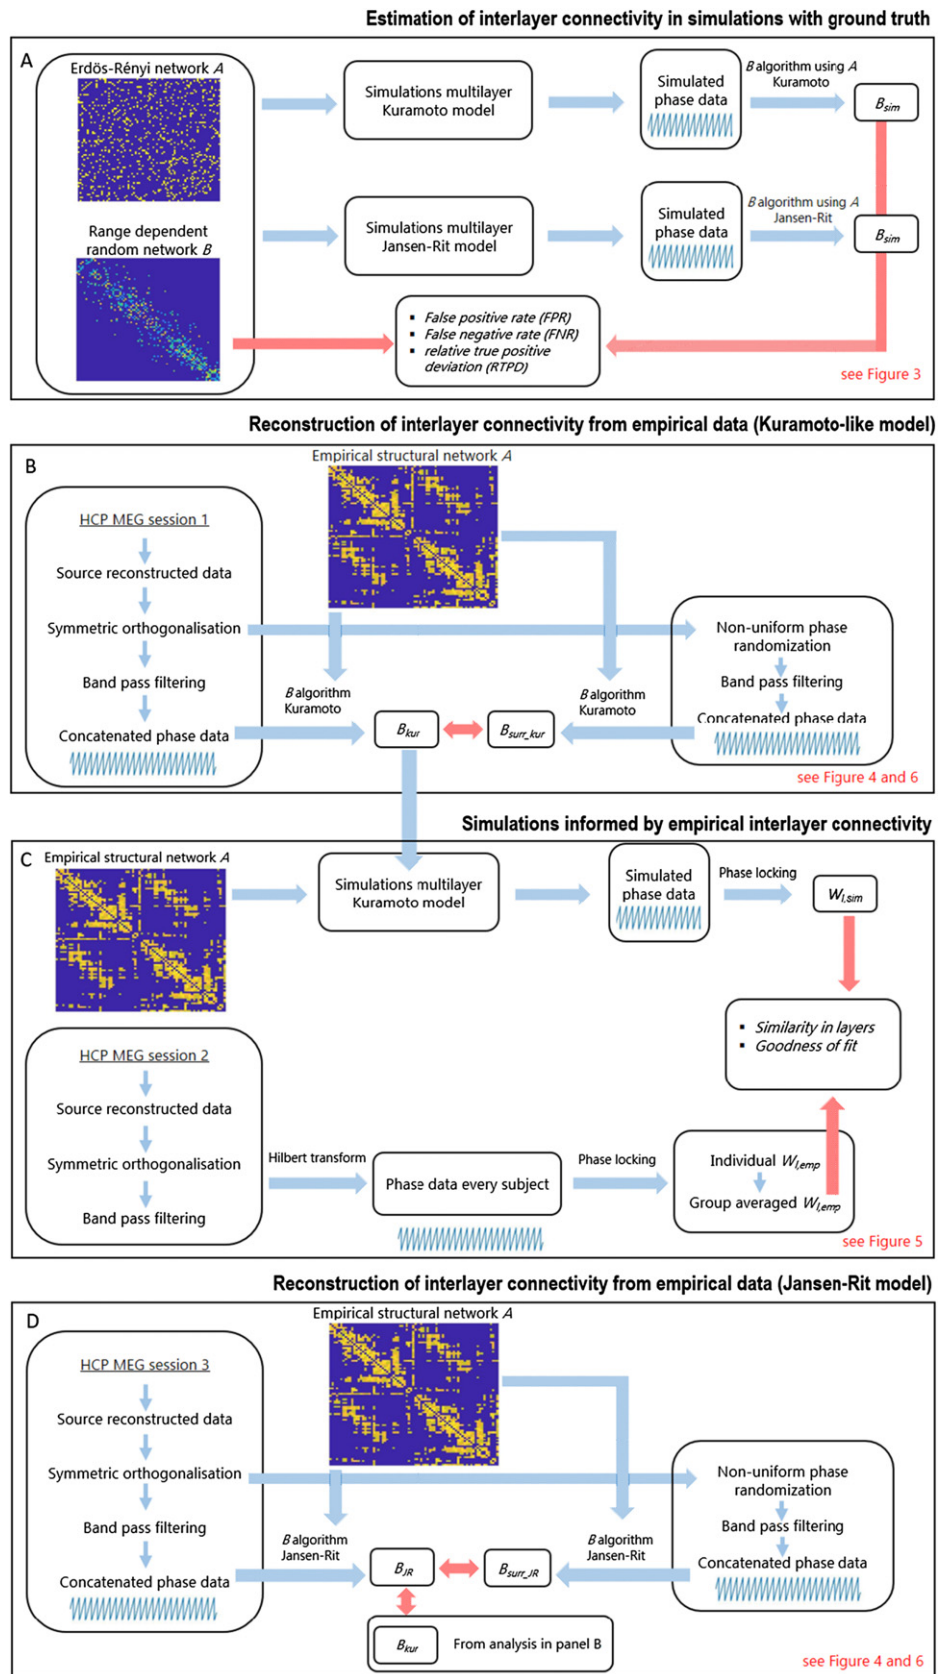 Estimation of interlayer connectivity in simulations with ground truth
A
Erdös-Rényi network A
Simulations multilayer
Kuramoto model
Simulated
phase data
B algorithm using A
Kuramoto
Bsim
Range dependent
random network B
Simulations multilayer
Jansen-Rit model
Simulated
phase data
B algorithm using A
Jansen-Rit
Bsim
▪ False positive rate (FPR)
▪ False negative rate (FNR)
▪ relative true positive
deviation (RTPD)
see Figure 3
Reconstruction of interlayer connectivity from empirical data (Kuramoto-like model)
B
Empirical structural network A
HCP MEG session 1
Source reconstructed data
Symmetric orthogonalisation
Band pass filtering
Concatenated phase data
B algorithm
Kuramoto
Bkur
Bsurr_kur
B algorithm
Kuramoto
Non-uniform phase
randomization
Band pass filtering
Concatenated phase data
see Figure 4 and 6
Simulations informed by empirical interlayer connectivity
C
Empirical structural network A
Simulations multilayer
Kuramoto model
Simulated
phase data
Phase locking
Wl,sim
▪ Similarity in layers
▪ Goodness of fit
HCP MEG session 2
Source reconstructed data
Symmetric orthogonalisation
Band pass filtering
Hilbert transform
Phase data every subject
Phase locking
Individual Wl,emp
Group averaged Wl,emp
see Figure 5
Reconstruction of interlayer connectivity from empirical data (Jansen-Rit model)
D
Empirical structural network A
HCP MEG session 3
Source reconstructed data
Symmetric orthogonalisation
Band pass filtering
Concatenated phase data
B algorithm
Jansen-Rit
BJR
Bsurr_JR
B algorithm
Jansen-Rit
Non-uniform phase
randomization
Band pass filtering
Concatenated phase data
Bkur
From analysis in panel B
see Figure 4 and 6